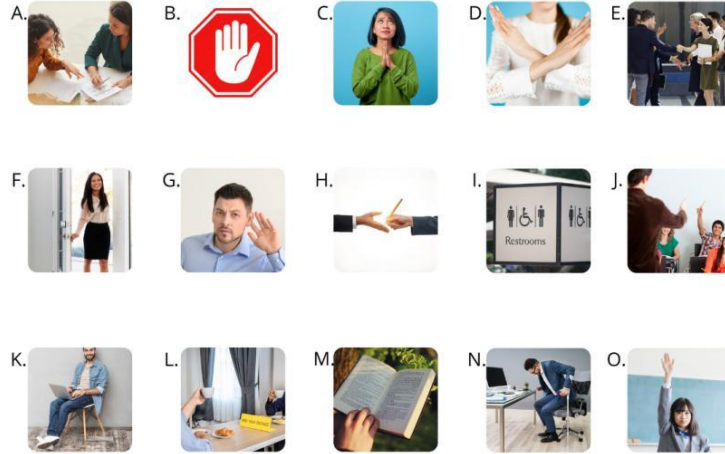 A. B. C. D. E.
F. G. H. I. J.
Restrooms
K. L. M. N. O.